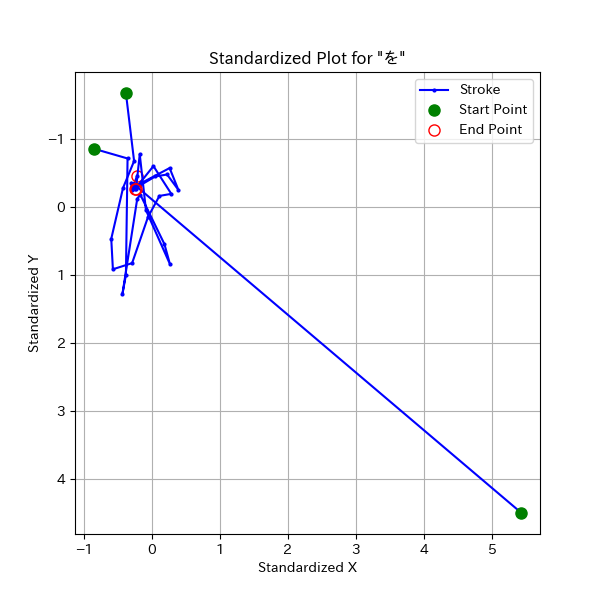 Standardized Plot for "を"
Stroke
Start Point
End Point
Standardized Y
−1
0
1
2
3
4
−1 0 1 2 3 4 5
Standardized X